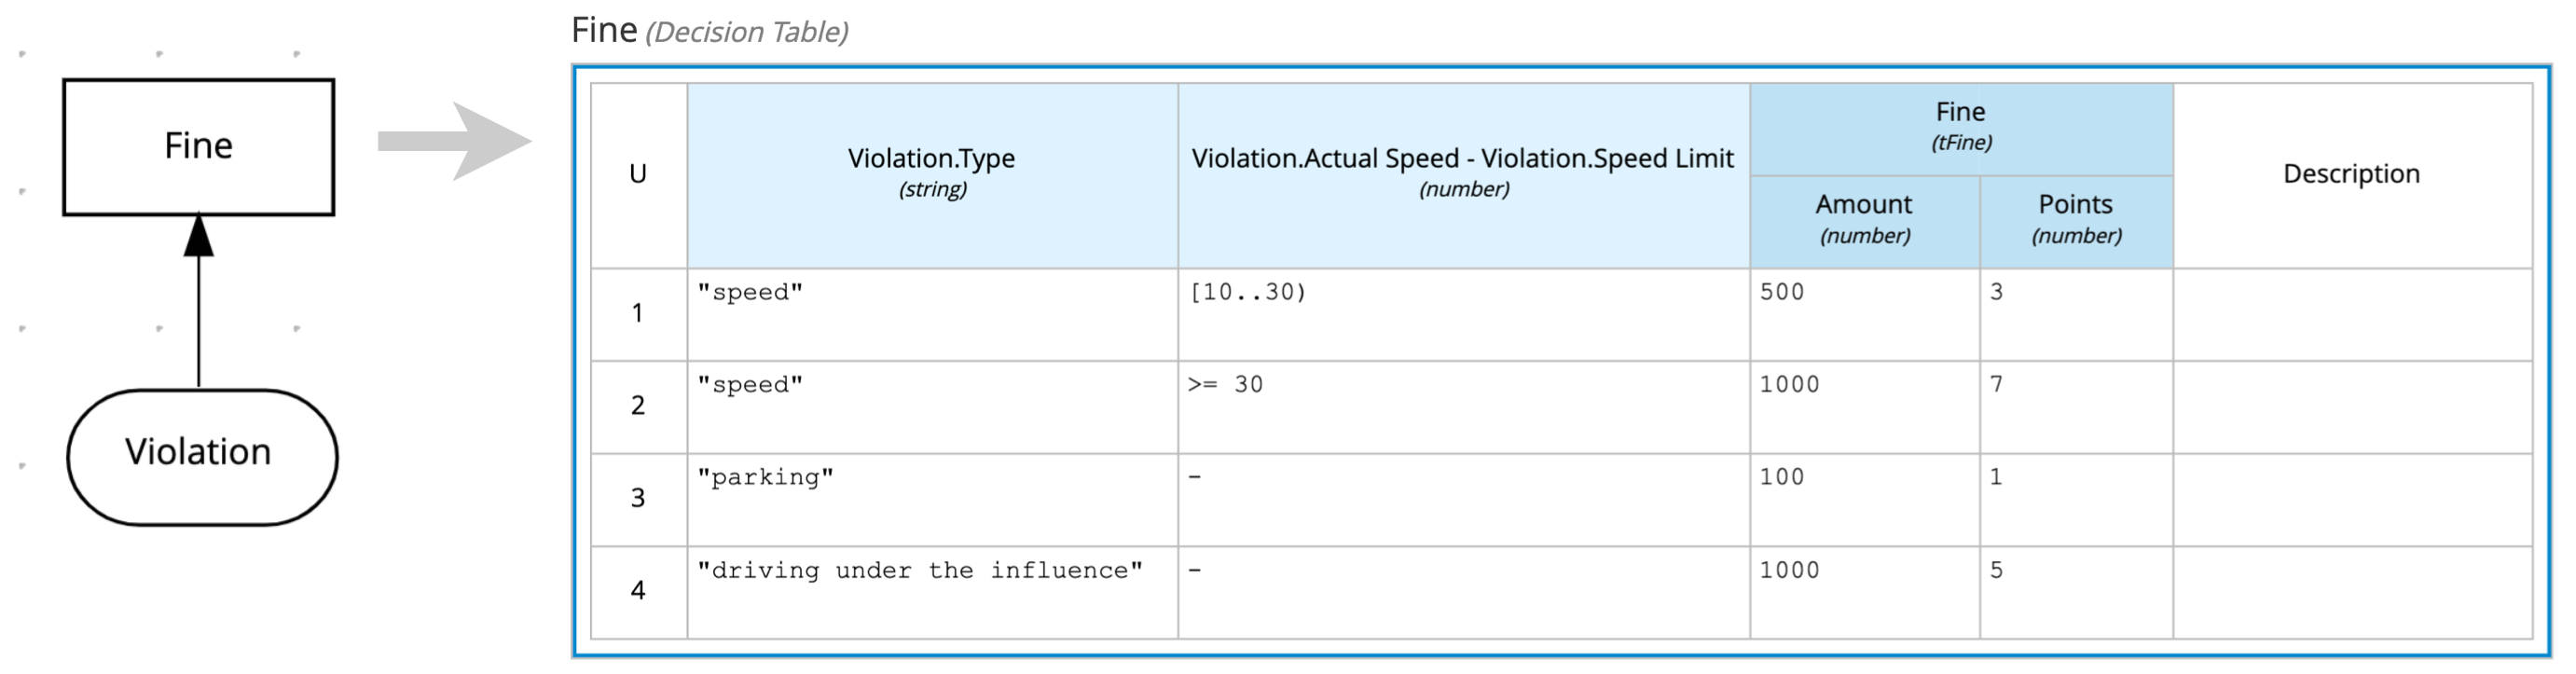 Fine (Decision Table)
Fine
Violation
U
Violation.Type
(string)
Violation.Actual Speed - Violation.Speed Limit
(number)
Fine
(tFine)
Amount
(number)
Points
(number)
Description
1
"speed"
[10..30)
500
3
2
"speed"
>= 30
1000
7
3
"parking"
-
100
1
4
"driving under the influence"
-
1000
5